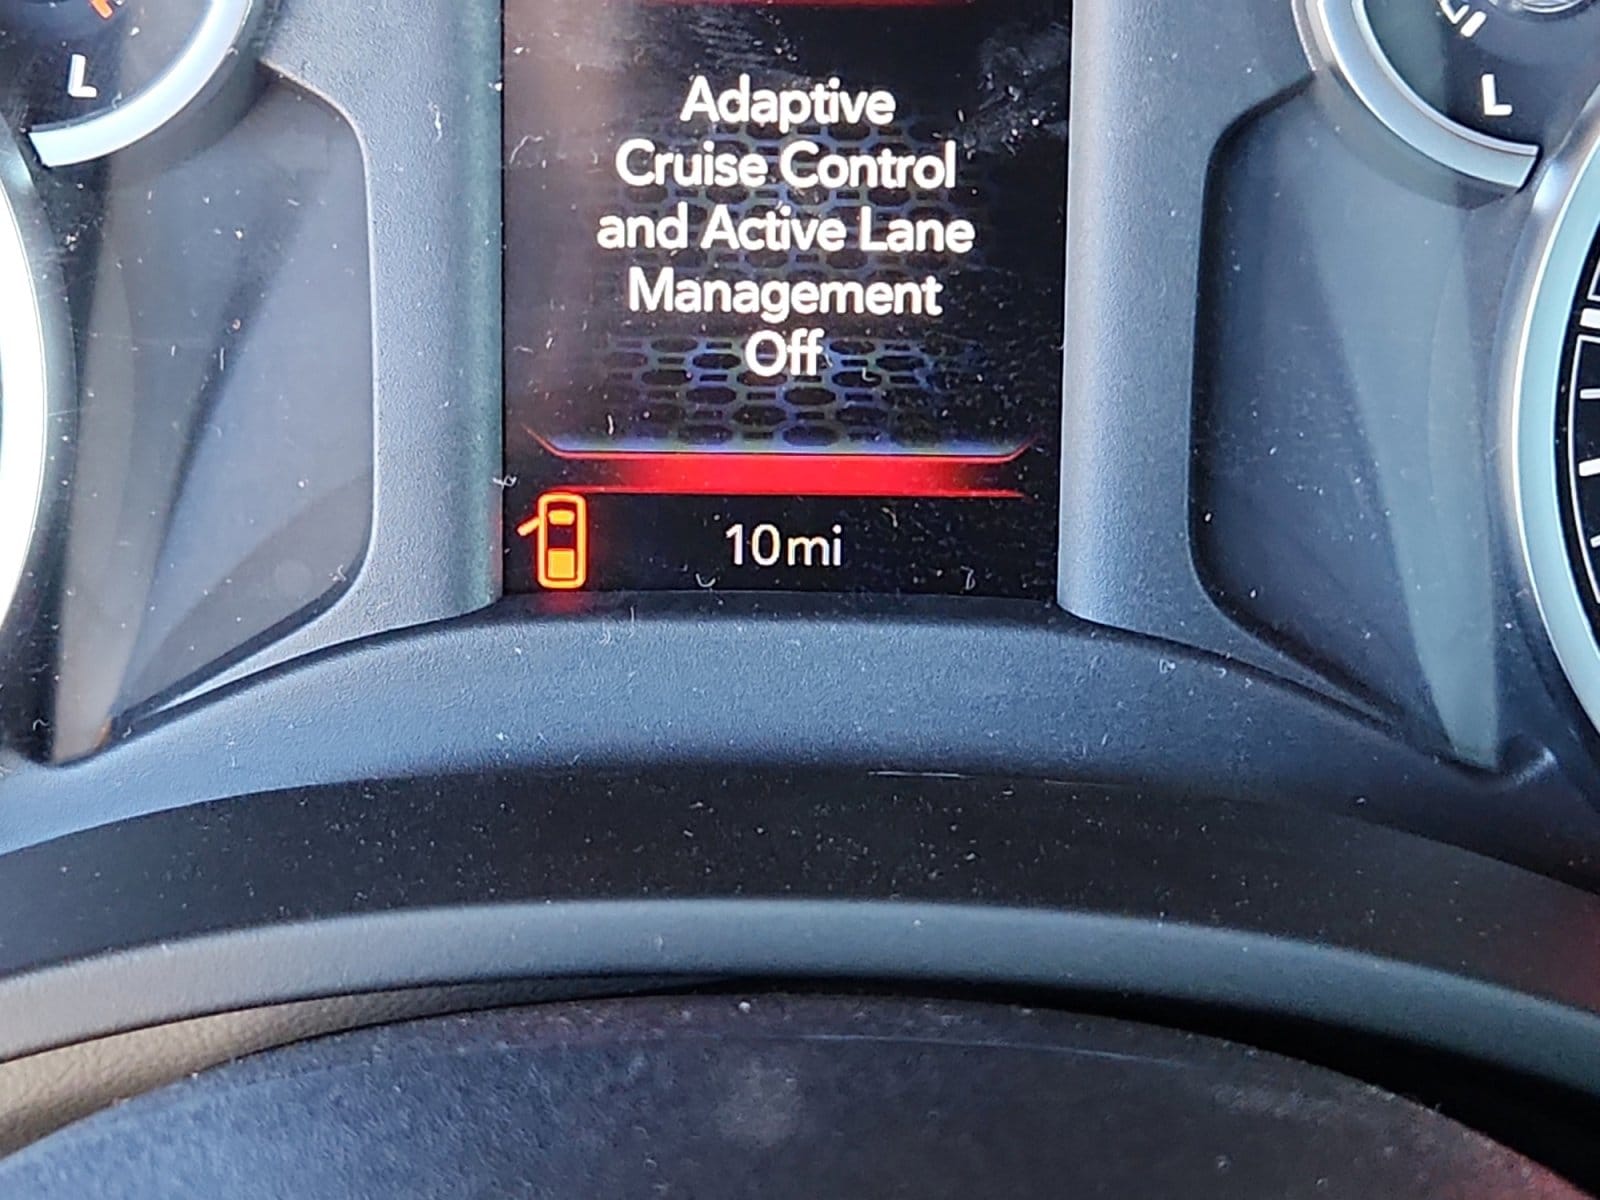 L
L
Adaptive
Cruise Control
and Active Lane
Management
Off
10mi